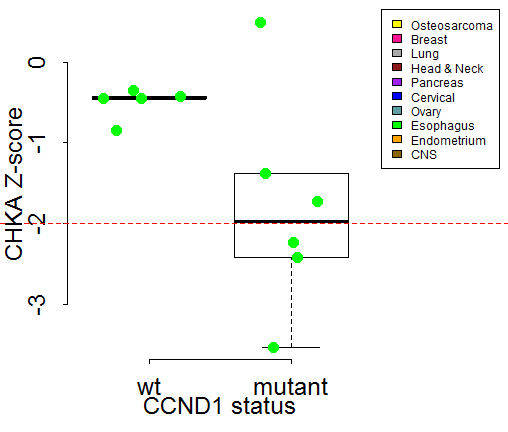 Osteosarcoma
Breast
Lung
Head & Neck
Pancreas
Cervical
Ovary
Esophagus
Endometrium
CNS
CHKA Z-score
0
-1
-2
-3
wt mutant
CCND1 status